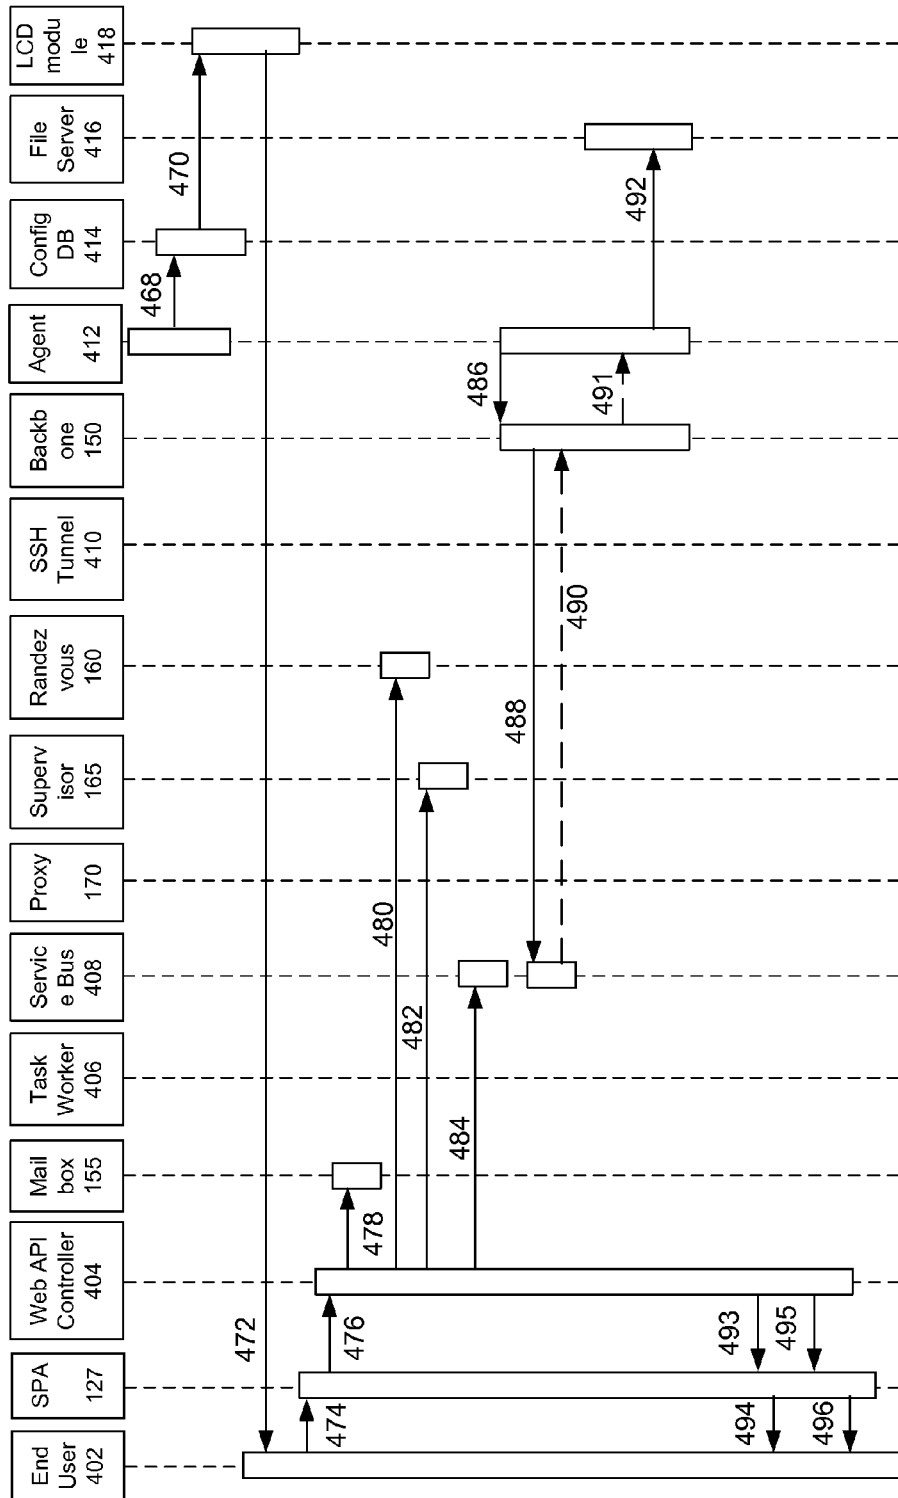 End
User
402
SPA
127
Web API
Controller
404
Mail
box
155
Task
Worker
406
Servic
e Bus
408
Proxy
170
Superv
isor
165
Randez
vous
160
SSH
Tunnel
410
Backb
one
150
Agent
412
Config
DB
414
File
Server
416
LCD
modu
le
418
468
470
472
474
476
478
480
482
484
486
488
490
491
492
493
494
495
496